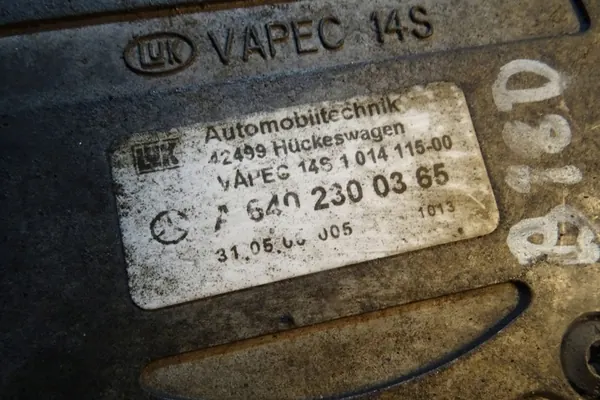 LUK VAPEC 14S
Automobiltechnik
LUK 42499 Hückeswagen
VAPEC 14S 1 014 115-00
A 640 230 03 65
31.05.06 005 1013